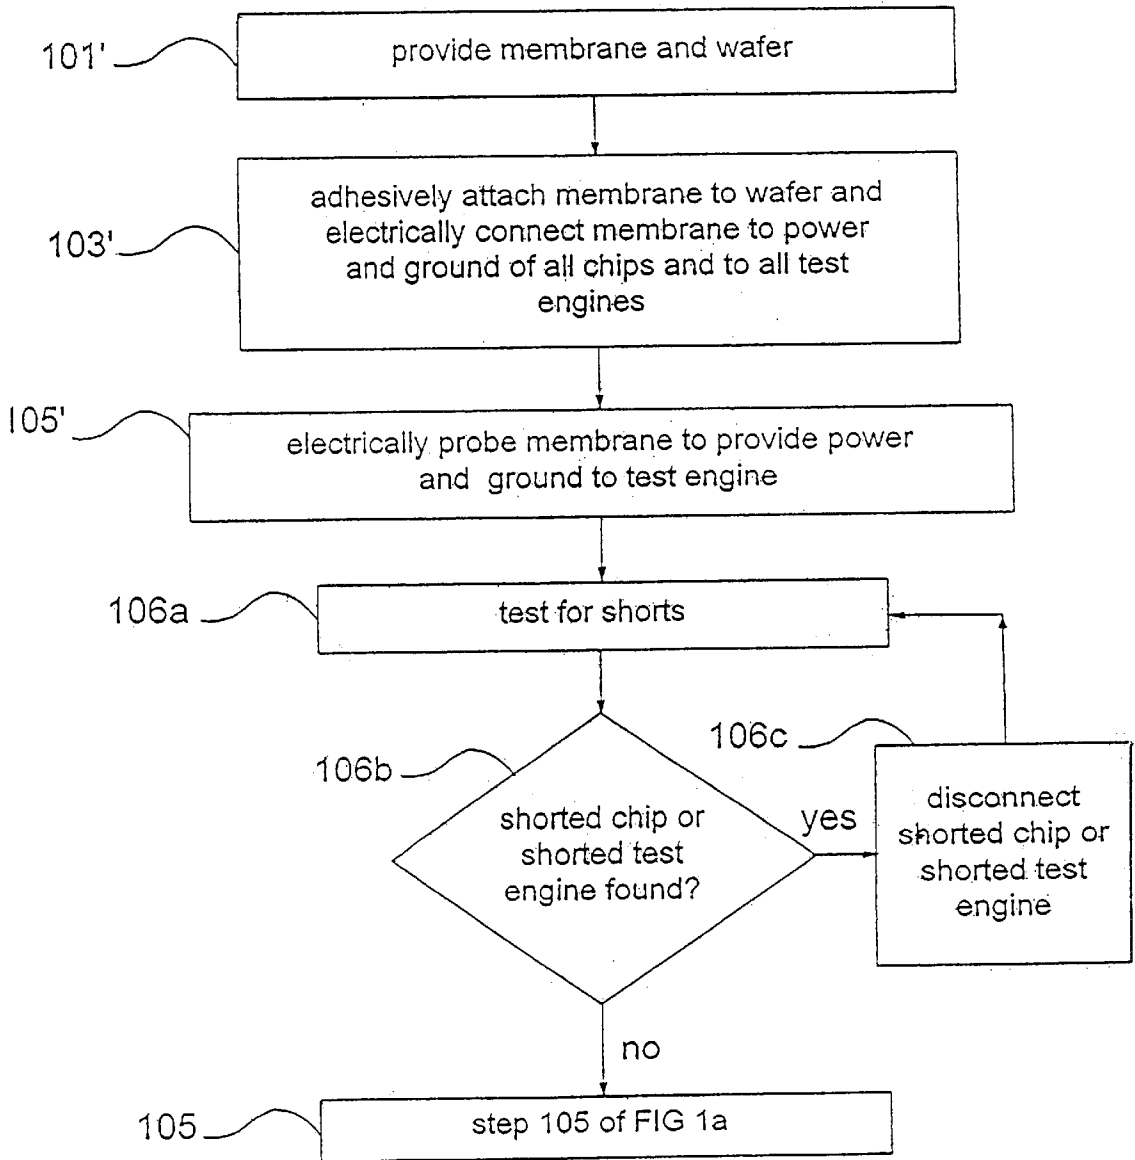 101'
provide membrane and wafer
103'
adhesively attach membrane to wafer and
electrically connect membrane to power
and ground of all chips and to all test
engines
105'
electrically probe membrane to provide power
and ground to test engine
106a
test for shorts
106b
shorted chip or
shorted test
engine found?
yes
106c
disconnect
shorted chip or
shorted test
engine
no
105
step 105 of FIG 1a